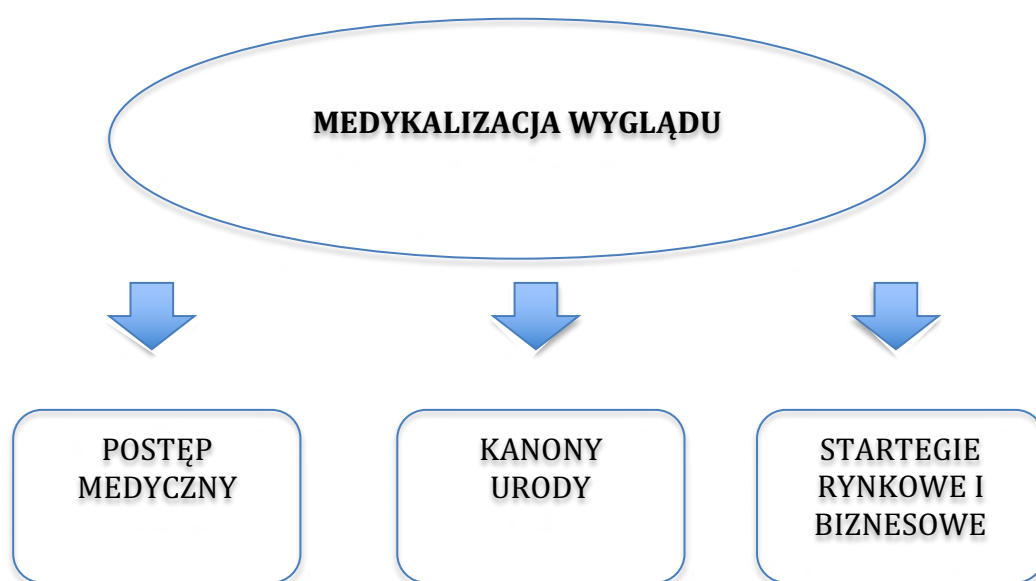 MEDYKALIZACJA WYGLĄDU
POSTĘP
MEDYCZNY
KANONY
URODY
STARTEGIE
RYNKOWE I
BIZNESOWE